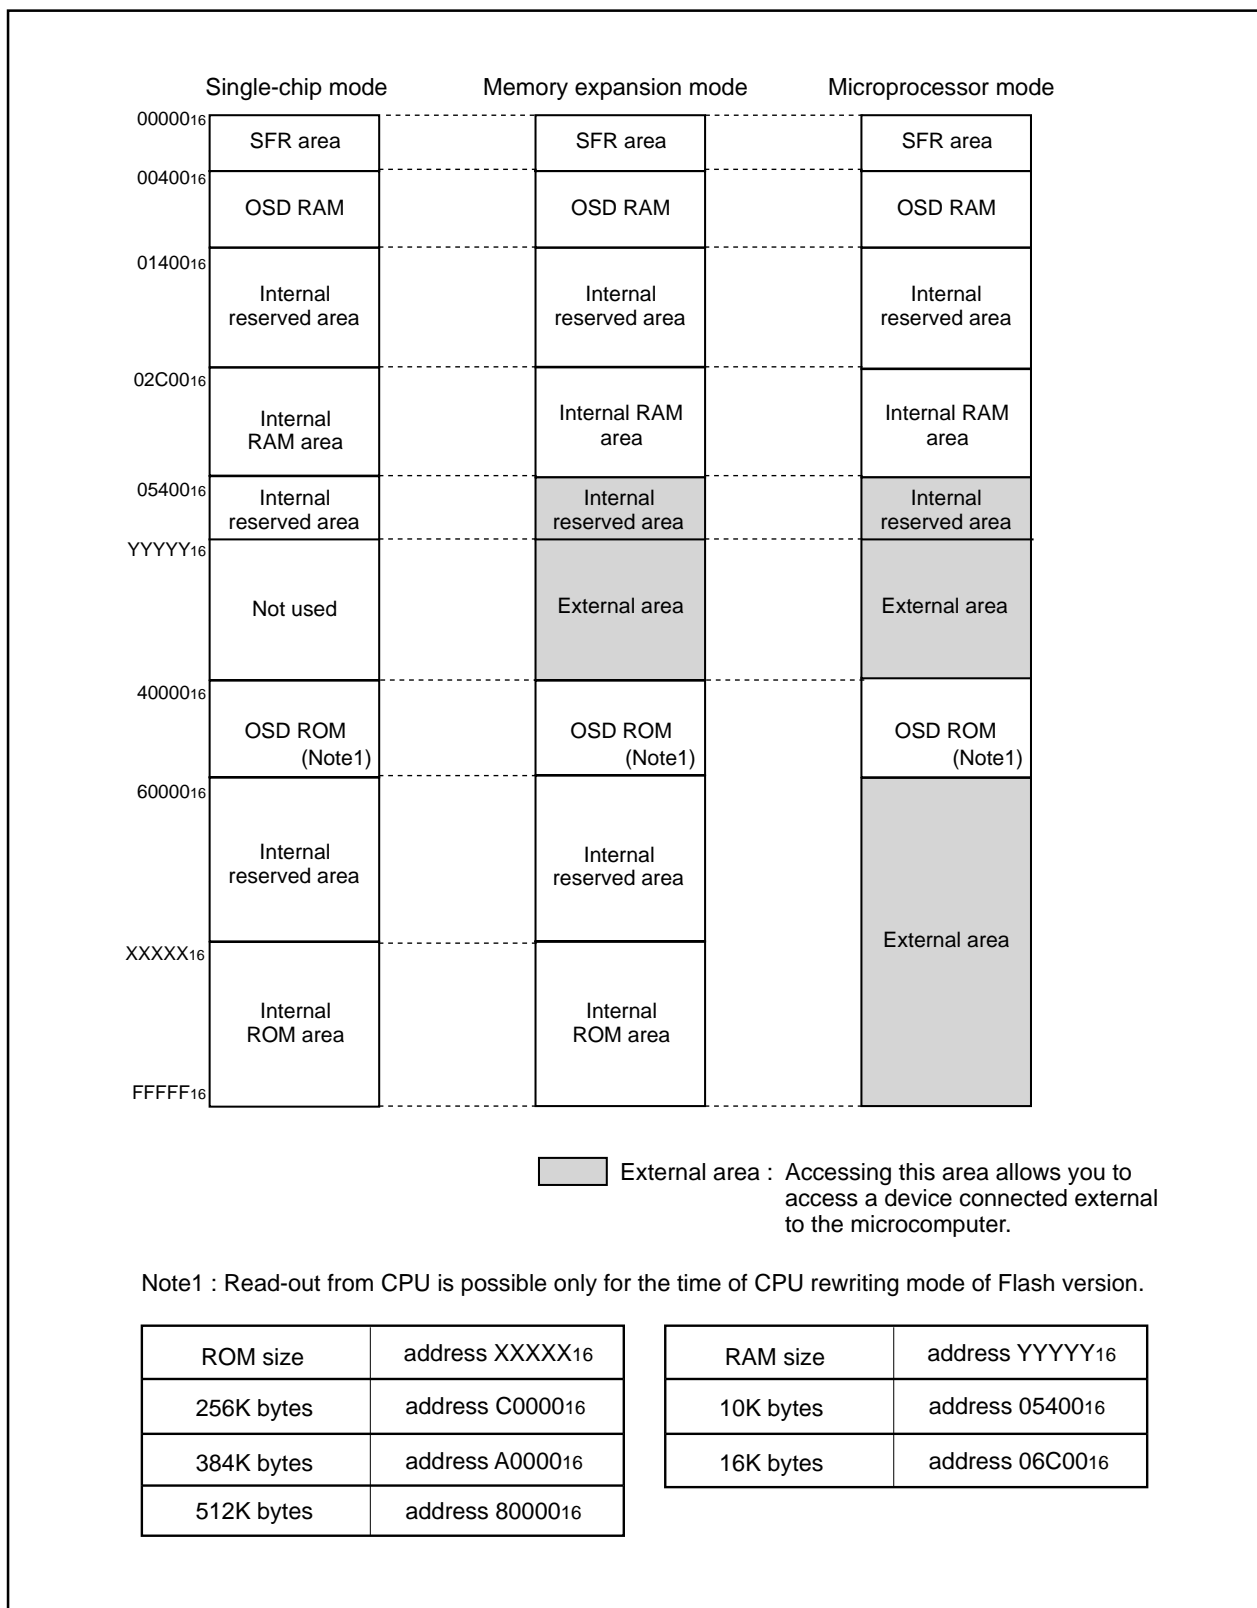 Single-chip mode Memory expansion mode Microprocessor mode
0000016
SFR area SFR area SFR area
0040016
OSD RAM OSD RAM OSD RAM
0140016
Internal Internal Internal
reserved area reserved area reserved area
02C0016
Internal Internal RAM Internal RAM
RAM area area area
0540016
Internal Internal Internal
reserved area reserved area reserved area
YYYYY16
Not used External area External area
4000016
OSD ROM OSD ROM OSD ROM
(Note1) (Note1) (Note1)
6000016
Internal Internal
reserved area reserved area
External area
XXXXX16
Internal Internal
ROM area ROM area
FFFFF16
External area : Accessing this area allows you to
access a device connected external
to the microcomputer.
Note1 : Read-out from CPU is possible only for the time of CPU rewriting mode of Flash version.
ROM size address XXXXX16
256K bytes address C000016
384K bytes address A000016
512K bytes address 8000016
RAM size address YYYYY16
10K bytes address 0540016
16K bytes address 06C0016